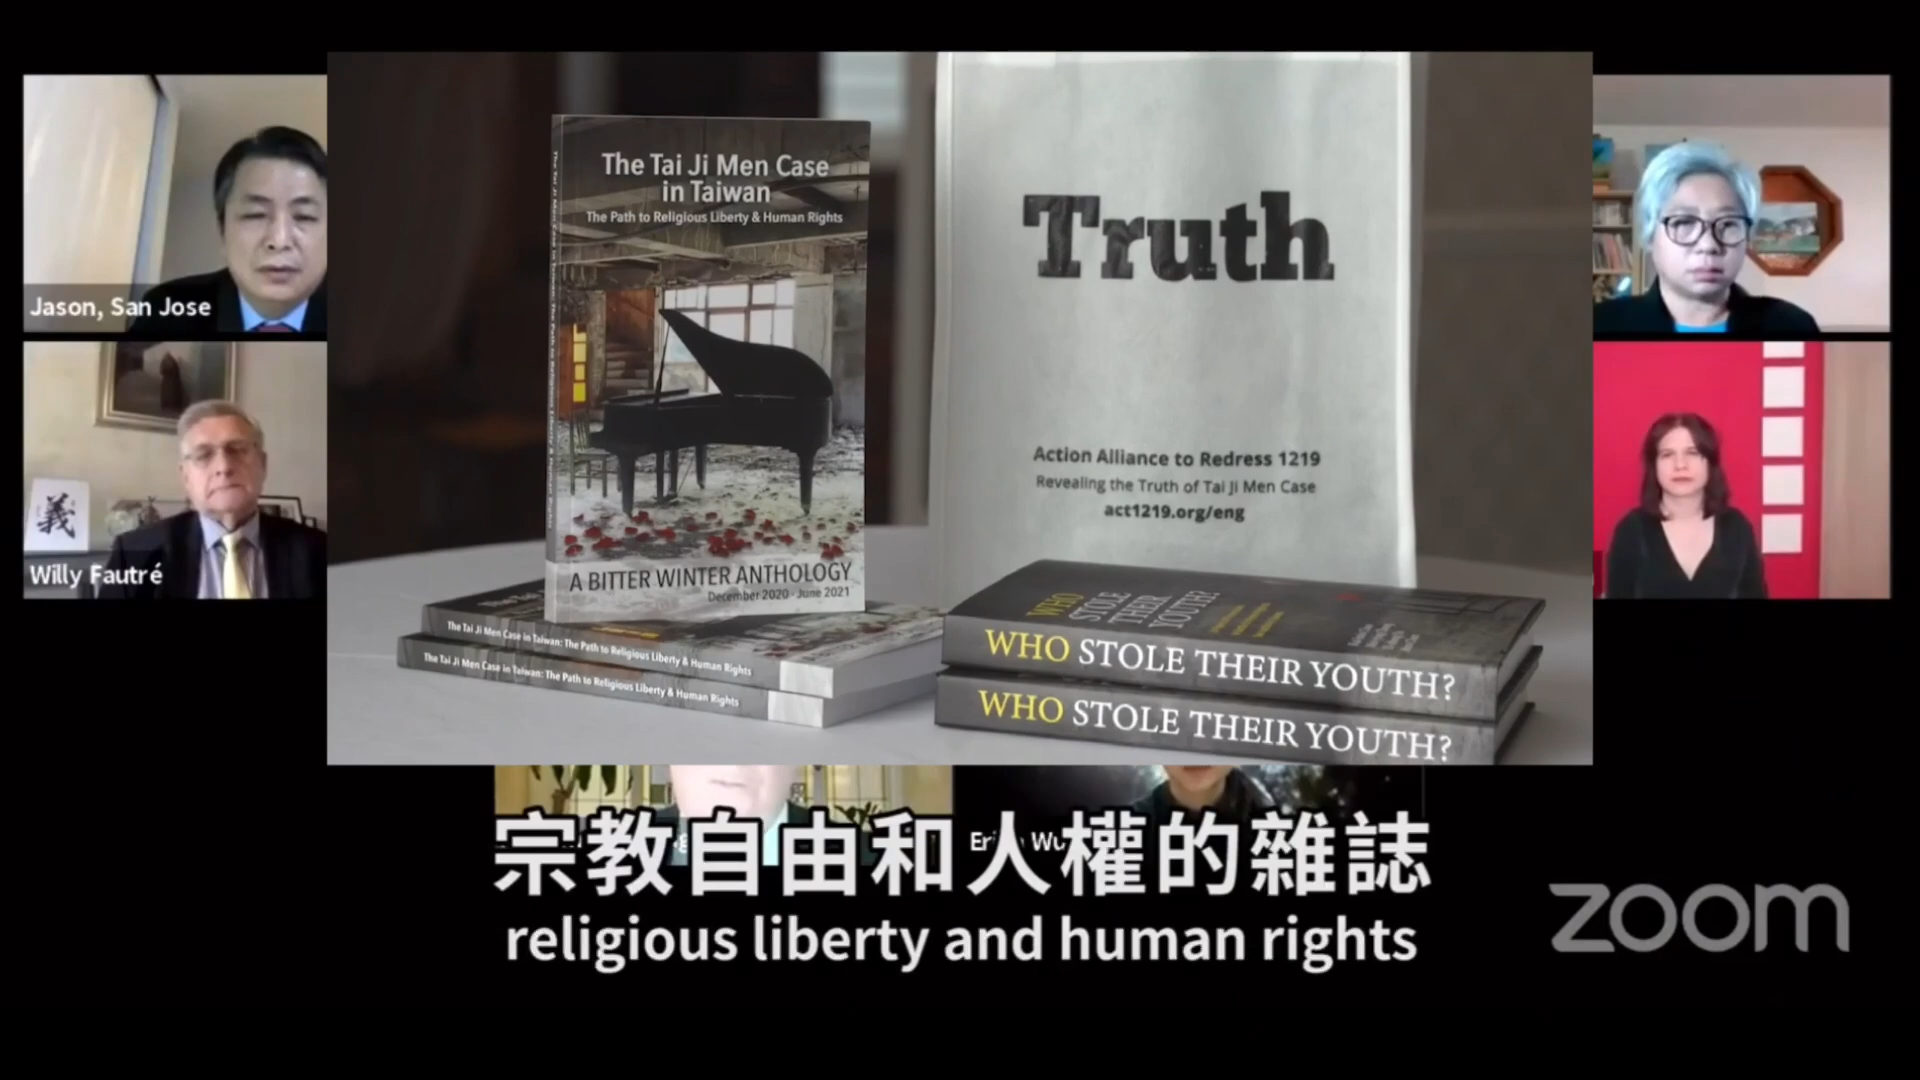 Jason, San Jose
Willy Fautré
義
The Tai Ji Men Case
in Taiwan
The Path to Religious Liberty & Human Rights
A BITTER WINTER ANTHOLOGY
December 2020 - June 2021
The Tai Ji Men Case in Taiwan: The Path to Religious Liberty & Human Rights
The Tai Ji Men Case in Taiwan: The Path to Religious Liberty & Human Rights
Truth
Action Alliance to Redress 1219
Revealing the Truth of Tai Ji Men Case
act1219.org/eng
WHO
STOLE
THEIR
YOUTH?
WHO STOLE THEIR YOUTH?
WHO STOLE THEIR YOUTH?
宗教自由和人權的雜誌
religious liberty and human rights
zoom